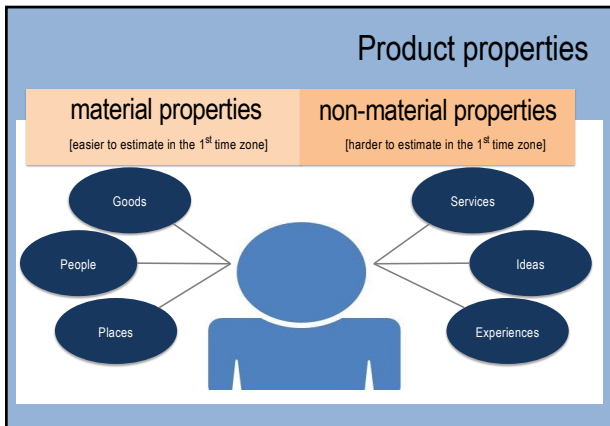 Product properties
material properties
[easier to estimate in the 1st time zone]
non-material properties
[harder to estimate in the 1st time zone]
Goods
People
Places
Services
Ideas
Experiences